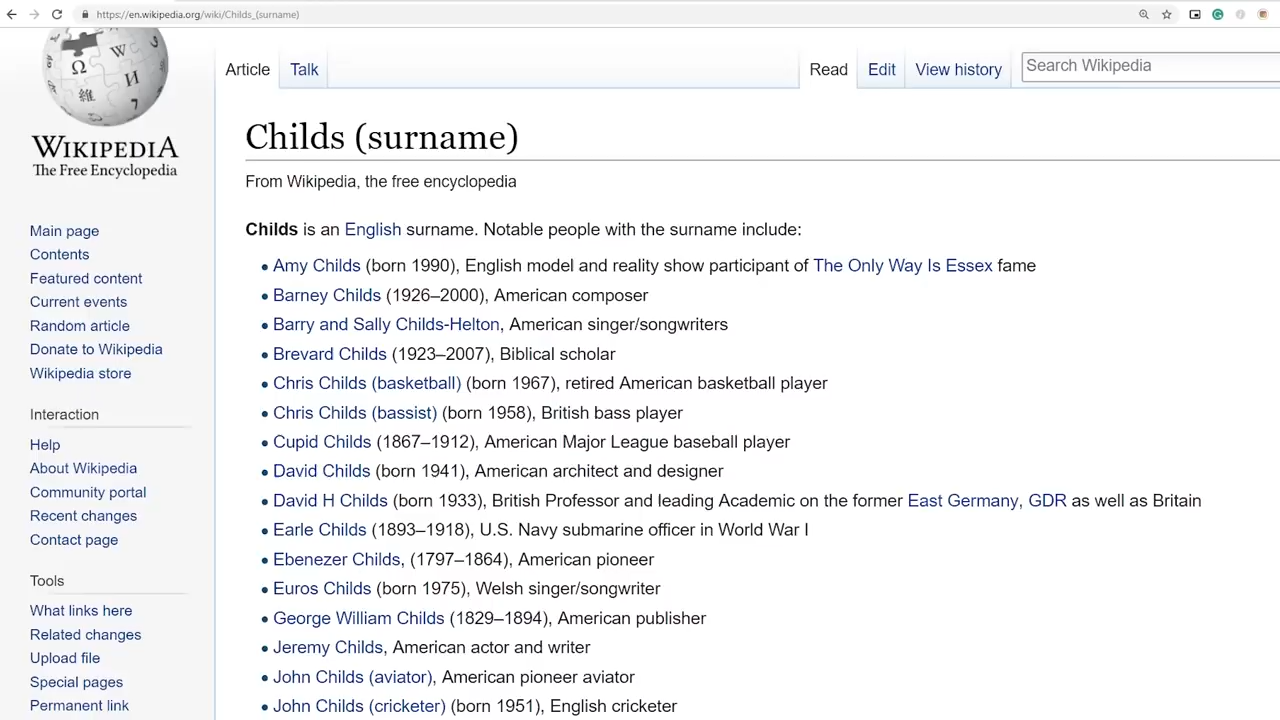 https://en.wikipedia.org/wiki/Childs_(surname)
WIKIPEDIA
The Free Encyclopedia
Main page
Contents
Featured content
Current events
Random article
Donate to Wikipedia
Wikipedia store
Interaction
Help
About Wikipedia
Community portal
Recent changes
Contact page
Tools
What links here
Related changes
Upload file
Special pages
Permanent link
Article Talk Read Edit View history Search Wikipedia
Childs (surname)
From Wikipedia, the free encyclopedia
Childs is an English surname. Notable people with the surname include:
• Amy Childs (born 1990), English model and reality show participant of The Only Way Is Essex fame
• Barney Childs (1926–2000), American composer
• Barry and Sally Childs-Helton, American singer/songwriters
• Brevard Childs (1923–2007), Biblical scholar
• Chris Childs (basketball) (born 1967), retired American basketball player
• Chris Childs (bassist) (born 1958), British bass player
• Cupid Childs (1867–1912), American Major League baseball player
• David Childs (born 1941), American architect and designer
• David H Childs (born 1933), British Professor and leading Academic on the former East Germany, GDR as well as Britain
• Earle Childs (1893–1918), U.S. Navy submarine officer in World War I
• Ebenezer Childs, (1797–1864), American pioneer
• Euros Childs (born 1975), Welsh singer/songwriter
• George William Childs (1829–1894), American publisher
• Jeremy Childs, American actor and writer
• John Childs (aviator), American pioneer aviator
• John Childs (cricketer) (born 1951), English cricketer